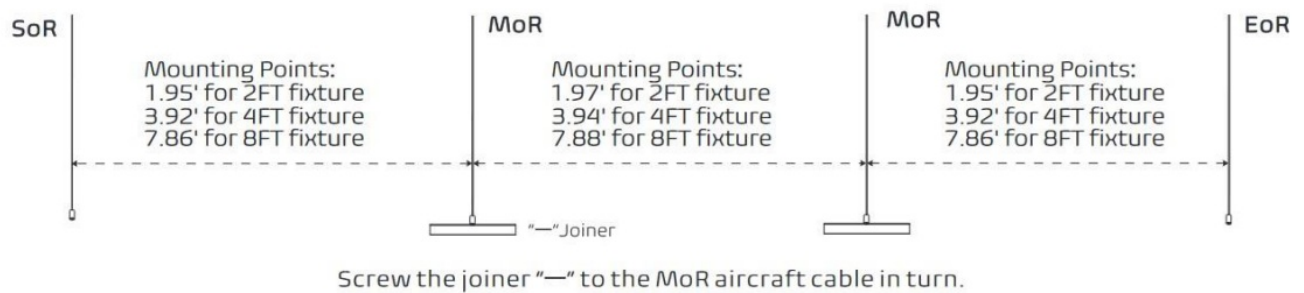 SoR
MoR
MoR
EoR
Mounting Points:
1.95' for 2FT fixture
3.92' for 4FT fixture
7.86' for 8FT fixture
Mounting Points:
1.97' for 2FT fixture
3.94' for 4FT fixture
7.88' for 8FT fixture
Mounting Points:
1.95' for 2FT fixture
3.92' for 4FT fixture
7.86' for 8FT fixture
"—"Joiner
Screw the joiner "—" to the MoR aircraft cable in turn.